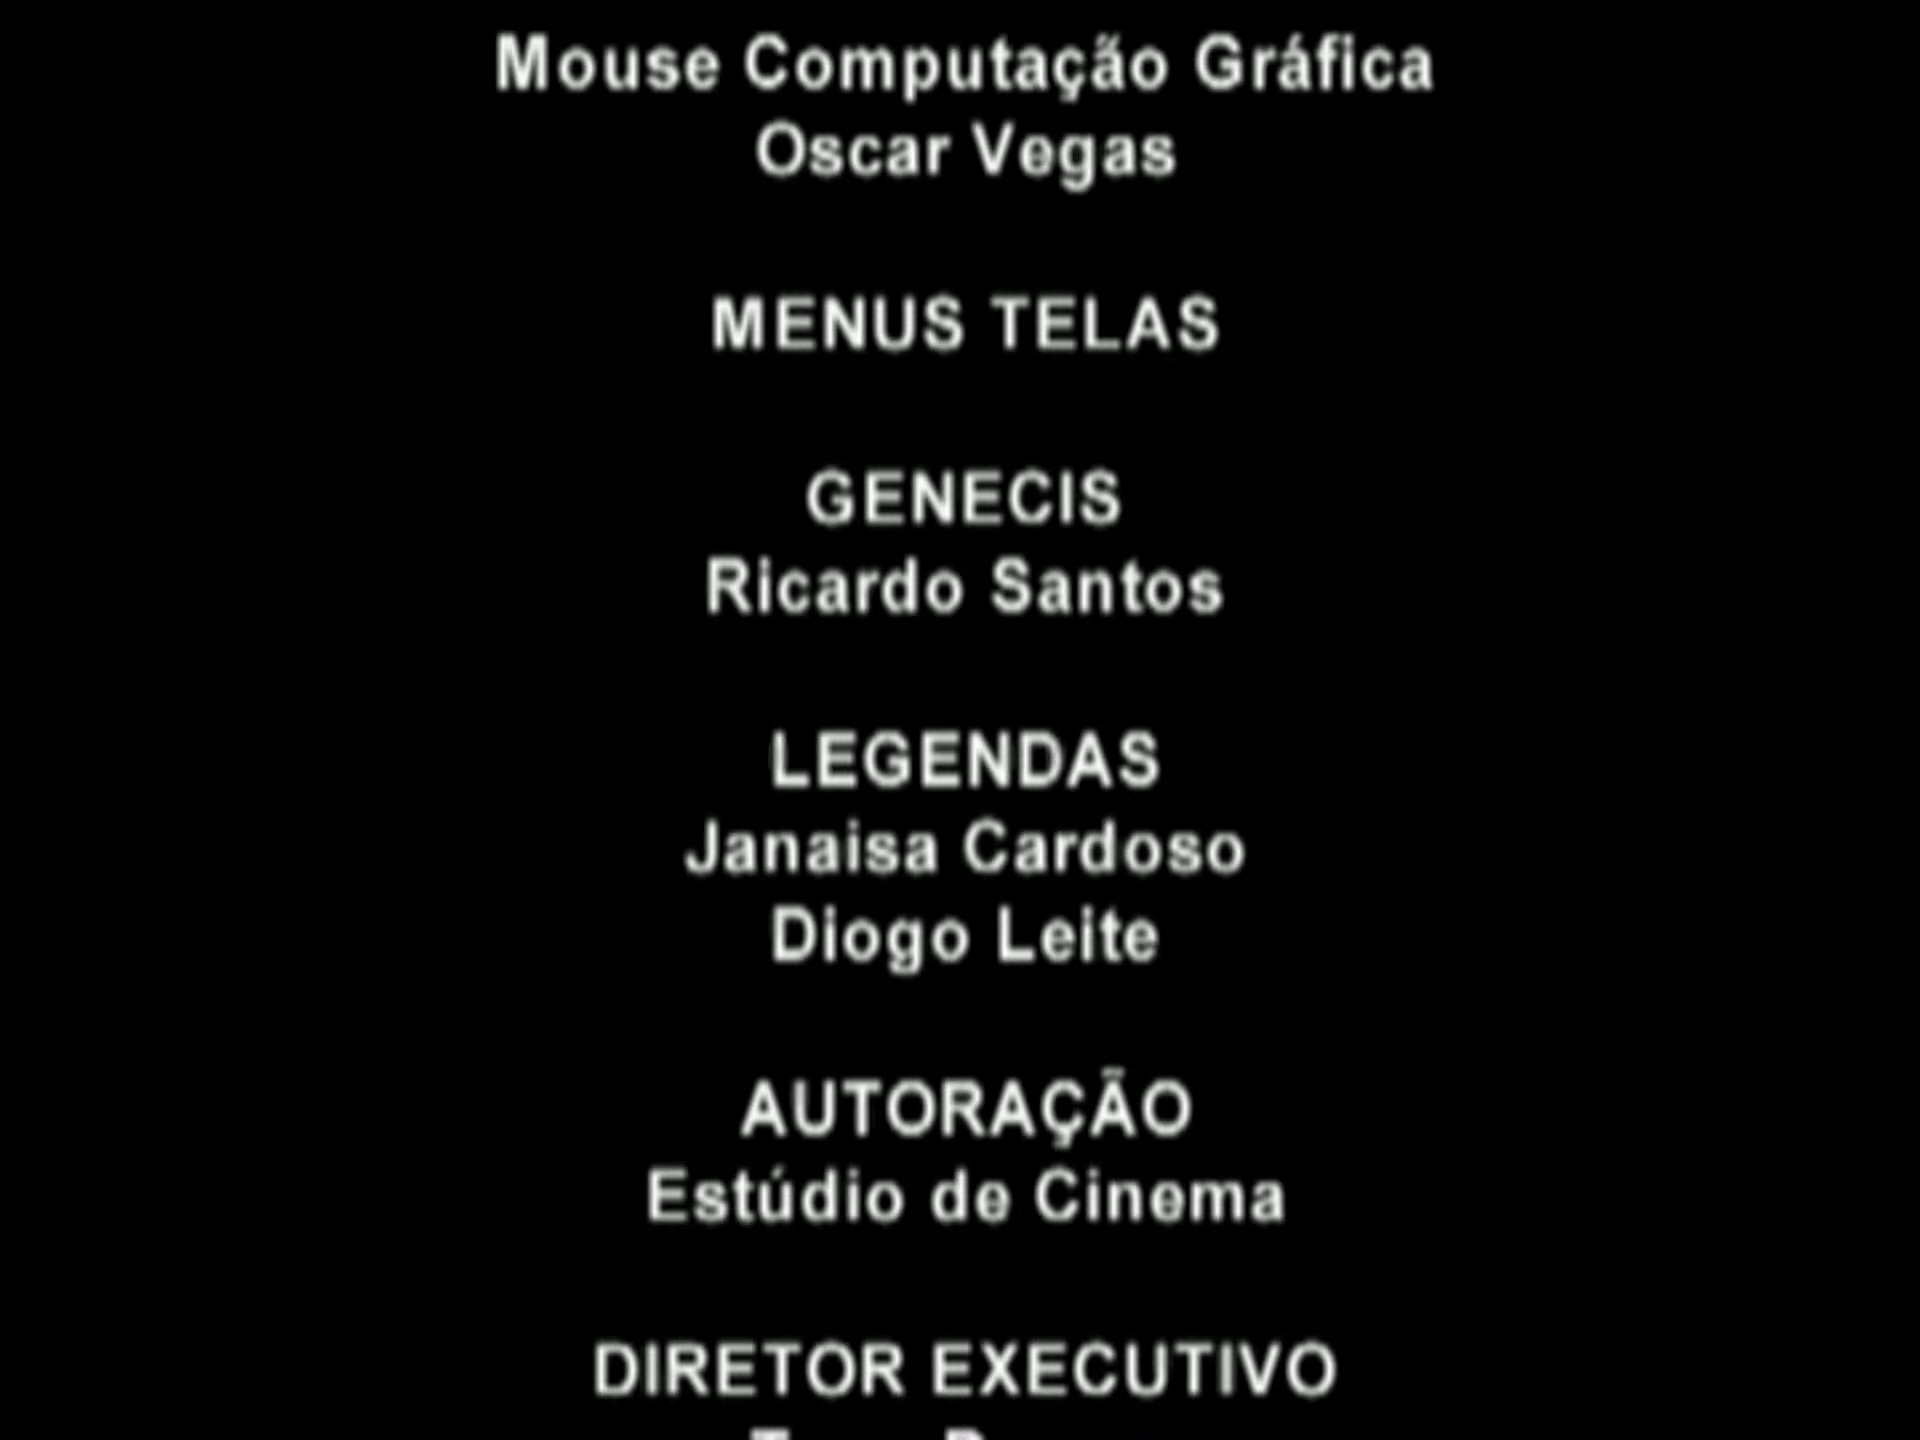 Mouse Computação Gráfica
Oscar Vegas
MENUS TELAS
GENECIS
Ricardo Santos
LEGENDAS
Janaisa Cardoso
Diogo Leite
AUTORAÇÃO
Estúdio de Cinema
DIRETOR EXECUTIVO